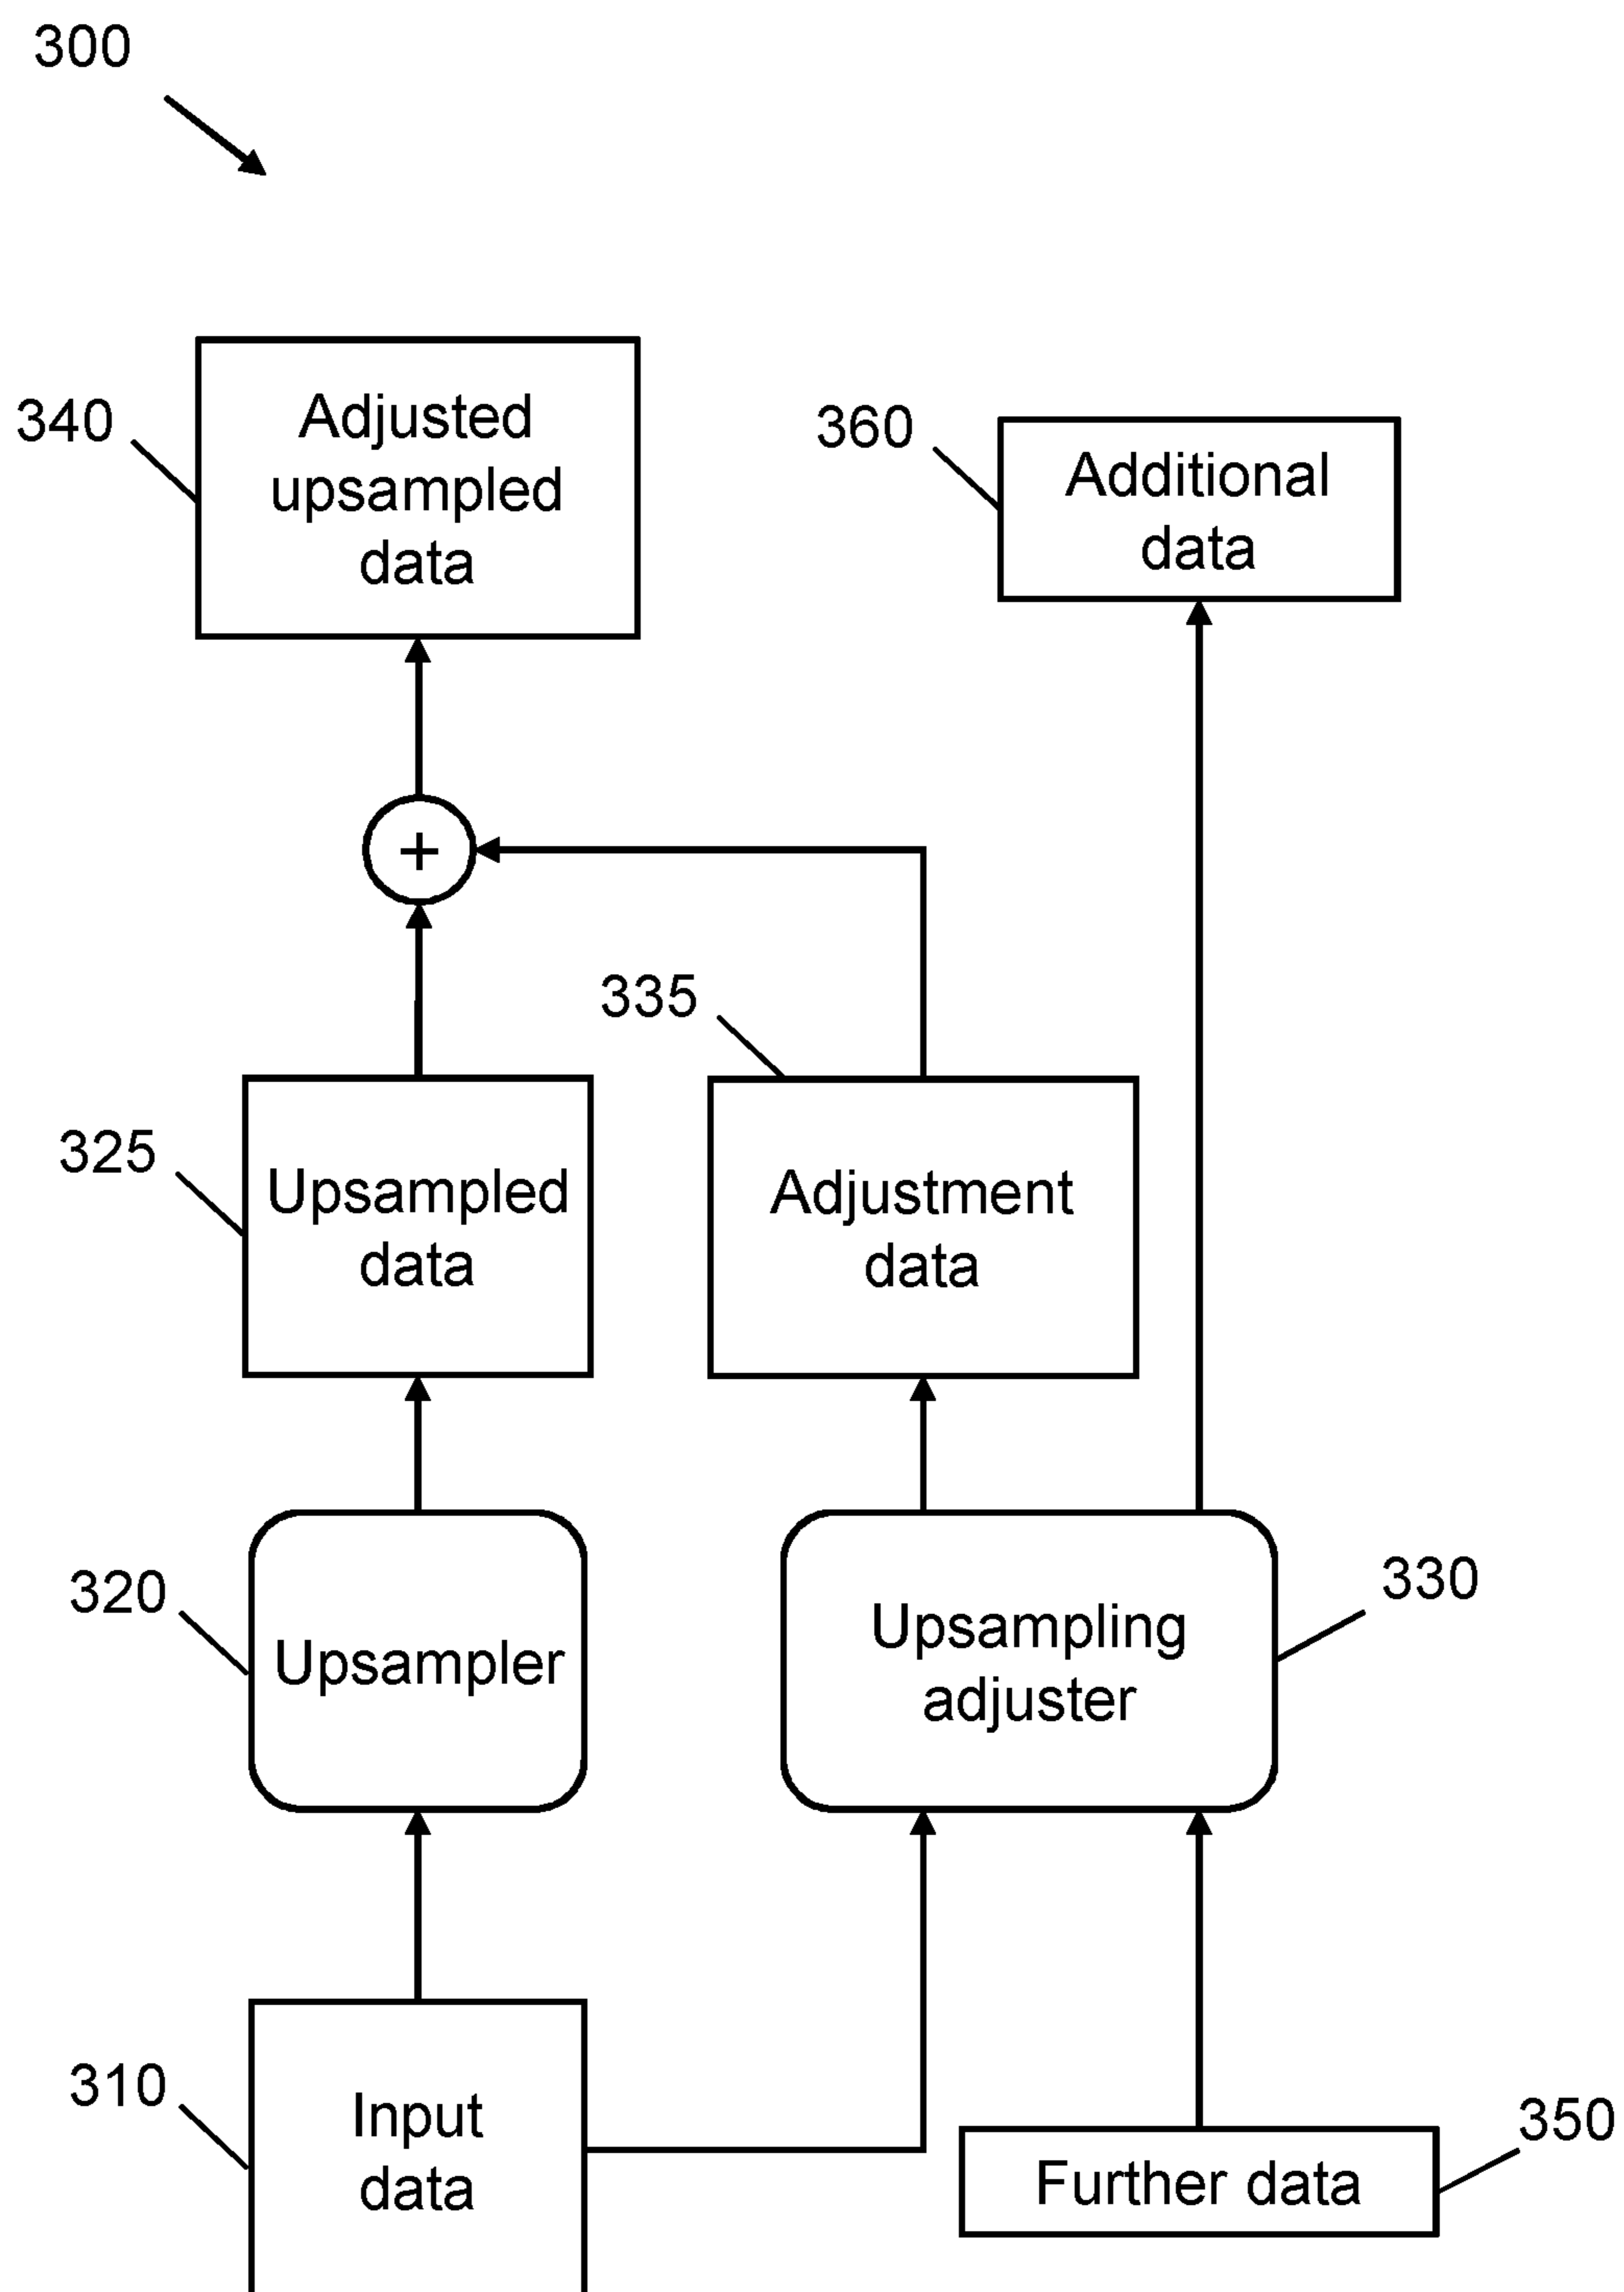 300
340
Adjusted
upsampled
data
360
Additional
data
+
335
325
Upsampled
data
Adjustment
data
320
Upsampler
Upsampling
adjuster
330
310
Input
data
Further data
350